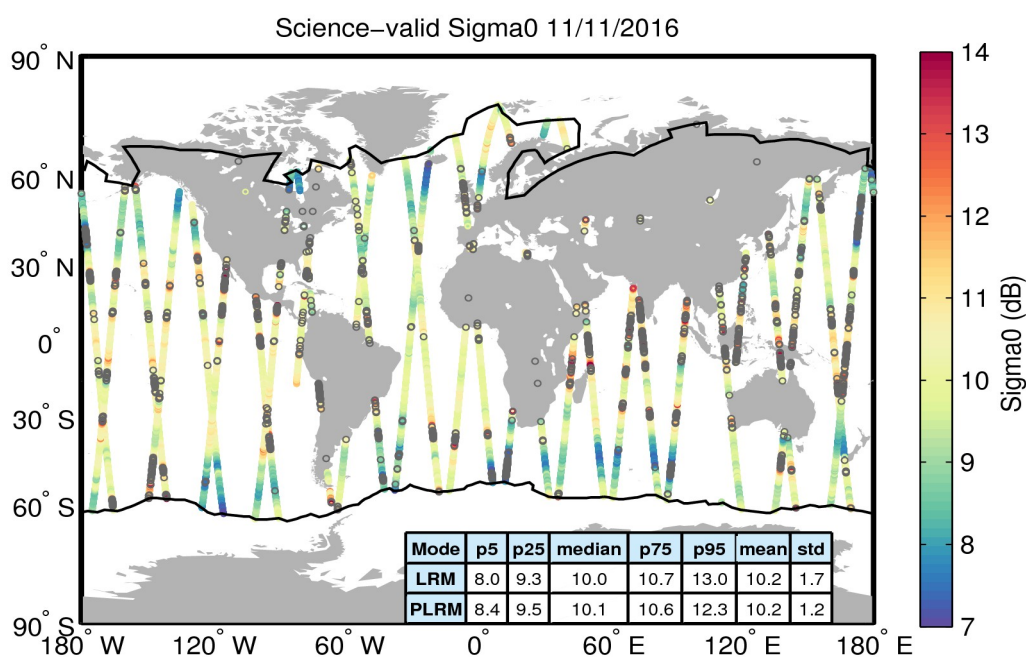 Science−valid Sigma0 11/11/2016
90° N
60° N
30° N
0°
30° S
60° S
90° S
180° W
120° W
60° W
0°
60° E
120° E
180° E
14
13
12
11
10
9
8
7
Sigma0 (dB)
Mode p5 p25 median p75 p95 mean std
LRM 8.0 9.3 10.0 10.7 13.0 10.2 1.7
PLRM 8.4 9.5 10.1 10.6 12.3 10.2 1.2